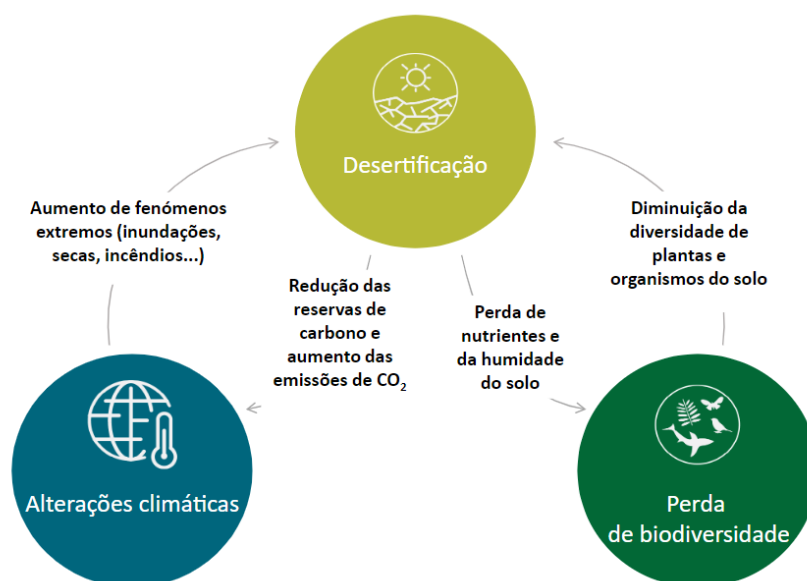 Desertificação
Aumento de fenómenos
extremos (inundações,
secas, incêndios...)
Redução das
reservas de
carbono e
aumento das
emissões de CO₂
Perda de
nutrientes e
da humidade
do solo
Diminuição da
diversidade de
plantas e
organismos do solo
Alterações climáticas
Perda
de biodiversidade